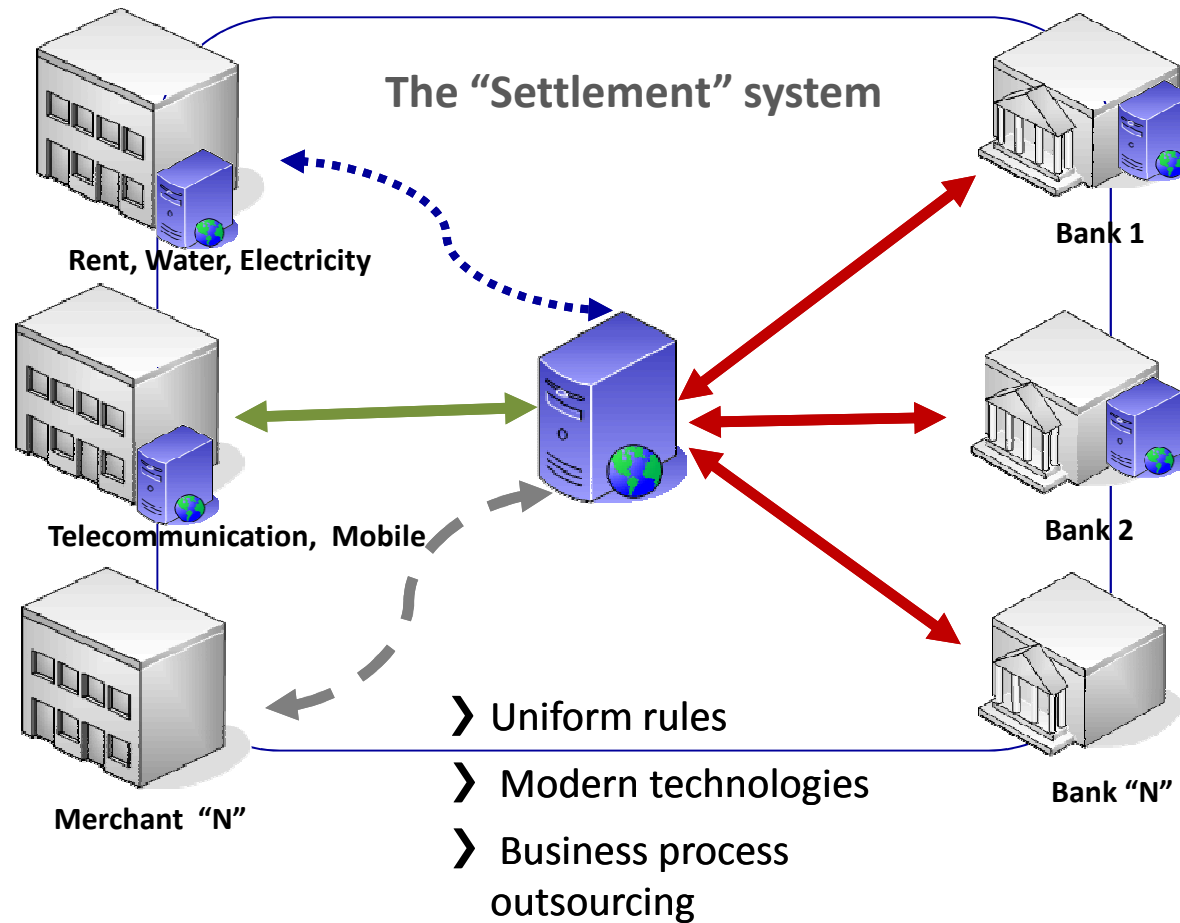 The “Settlement” system
Rent, Water, Electricity
Bank 1
Telecommunication, Mobile
Bank 2
Merchant “N”
Bank “N”
❯ Uniform rules
❯ Modern technologies
❯ Business process
outsourcing